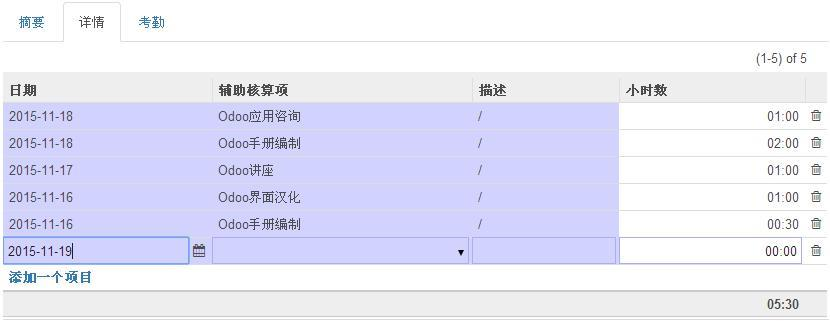 摘要 详情 考勤
(1-5) of 5
日期 辅助核算项 描述 小时数
2015-11-18 Odoo应用咨询 / 01:00
2015-11-18 Odoo手册编制 / 02:00
2015-11-17 Odoo讲座 / 01:00
2015-11-16 Odoo界面汉化 / 01:00
2015-11-16 Odoo手册编制 / 00:30
2015-11-19 00:00
添加一个项目
05:30